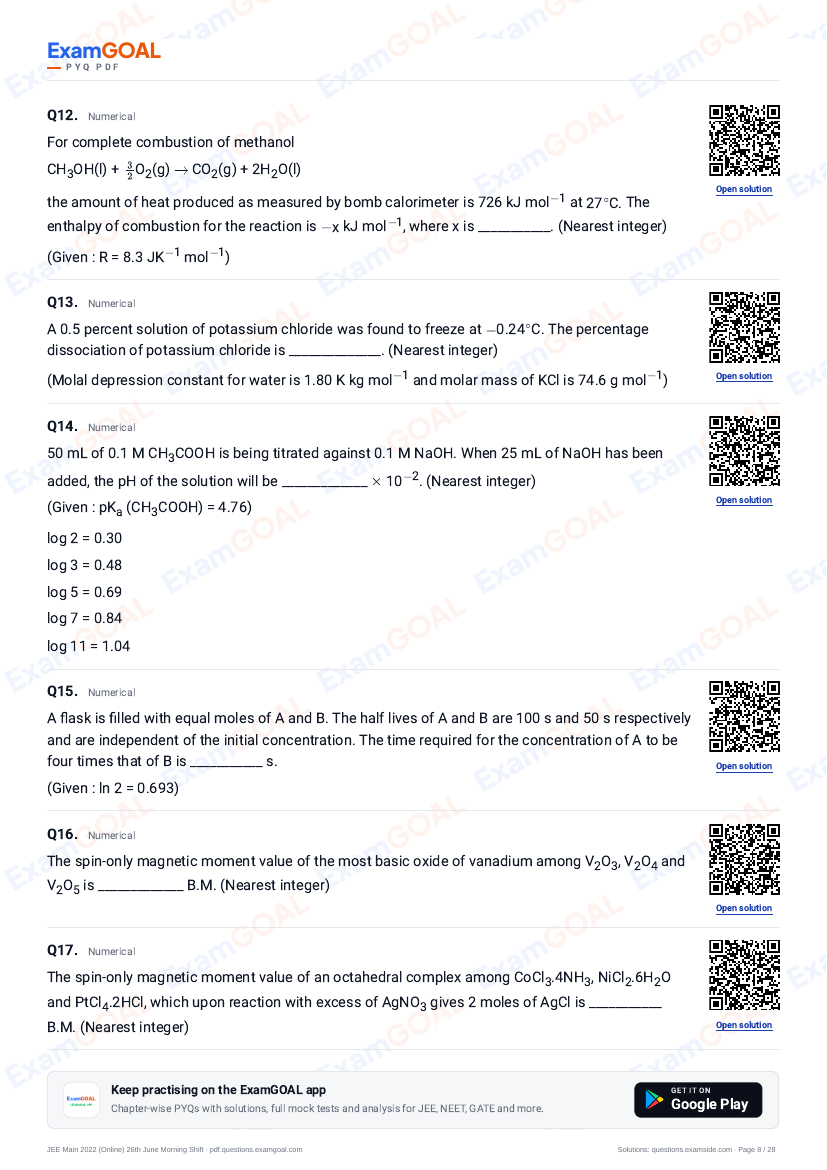 ExamGOAL
PYQ PDF
Q12. Numerical
For complete combustion of methanol
CH₃OH(l) + 3/2 O₂(g) → CO₂(g) + 2H₂O(l)
the amount of heat produced as measured by bomb calorimeter is 726 kJ mol⁻¹ at 27°C. The
enthalpy of combustion for the reaction is −x kJ mol⁻¹, where x is ___________. (Nearest integer)
(Given : R = 8.3 JK⁻¹ mol⁻¹)
Open solution
Q13. Numerical
A 0.5 percent solution of potassium chloride was found to freeze at −0.24°C. The percentage
dissociation of potassium chloride is ______________. (Nearest integer)
(Molal depression constant for water is 1.80 K kg mol⁻¹ and molar mass of KCl is 74.6 g mol⁻¹)
Open solution
Q14. Numerical
50 mL of 0.1 M CH₃COOH is being titrated against 0.1 M NaOH. When 25 mL of NaOH has been
added, the pH of the solution will be _____________ × 10⁻². (Nearest integer)
(Given : pKₐ (CH₃COOH) = 4.76)
log 2 = 0.30
log 3 = 0.48
log 5 = 0.69
log 7 = 0.84
log 11 = 1.04
Open solution
Q15. Numerical
A flask is filled with equal moles of A and B. The half lives of A and B are 100 s and 50 s respectively
and are independent of the initial concentration. The time required for the concentration of A to be
four times that of B is ___________ s.
(Given : ln 2 = 0.693)
Open solution
Q16. Numerical
The spin-only magnetic moment value of the most basic oxide of vanadium among V₂O₃, V₂O₄ and
V₂O₅ is _____________ B.M. (Nearest integer)
Open solution
Q17. Numerical
The spin-only magnetic moment value of an octahedral complex among CoCl₃.4NH₃, NiCl₂.6H₂O
and PtCl₄.2HCl, which upon reaction with excess of AgNO₃ gives 2 moles of AgCl is ___________
B.M. (Nearest integer)
Open solution
ExamGOAL
Keep practising on the ExamGOAL app
Chapter-wise PYQs with solutions, full mock tests and analysis for JEE, NEET, GATE and more.
GET IT ON
Google Play
JEE Main 2022 (Online) 26th June Morning Shift · pdf.questions.examgoal.com
Solutions: questions.examside.com · Page 8 / 28